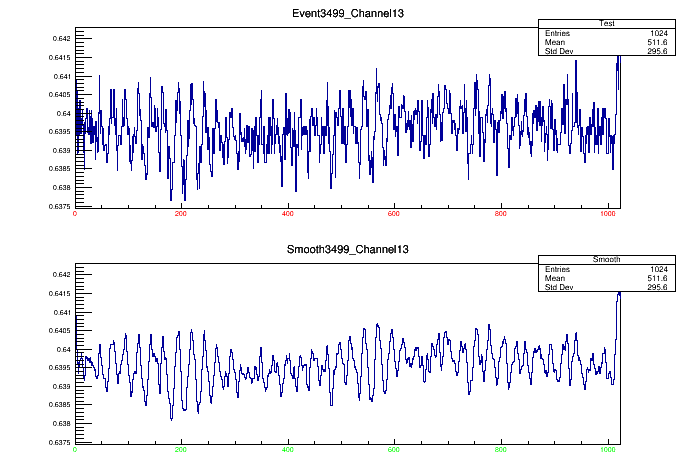 Event3499_Channel13
Test
Entries 1024
Mean 511.6
Std Dev 295.6
0.642
0.6415
0.641
0.6405
0.64
0.6395
0.639
0.6385
0.638
0.6375
0 200 400 600 800 1000
Smooth3499_Channel13
Smooth
Entries 1024
Mean 511.6
Std Dev 295.6
0.642
0.6415
0.641
0.6405
0.64
0.6395
0.639
0.6385
0.638
0.6375
0 200 400 600 800 1000